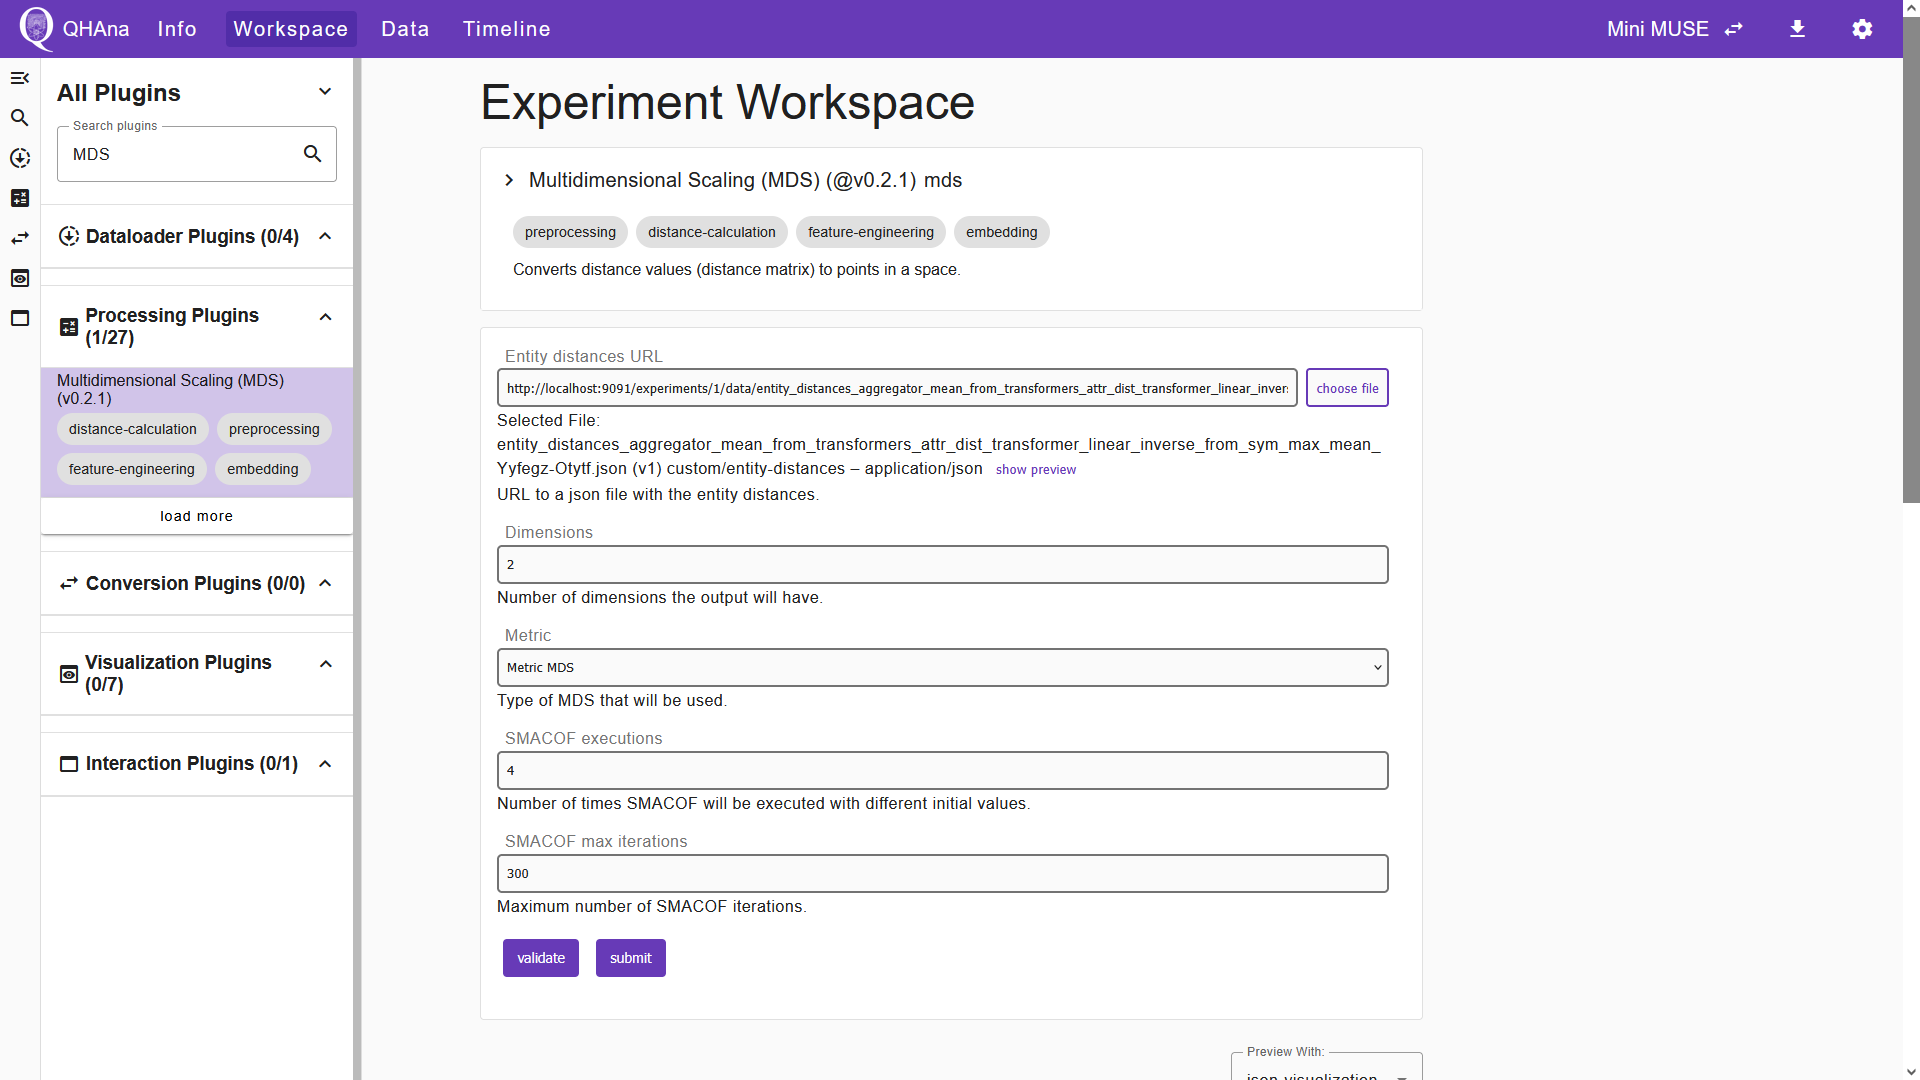 QHAna Info Workspace Data Timeline Mini MUSE
All Plugins
Search plugins
MDS
Dataloader Plugins (0/4)
Processing Plugins
(1/27)
Multidimensional Scaling (MDS)
(v0.2.1)
distance-calculation preprocessing
feature-engineering embedding
load more
Conversion Plugins (0/0)
Visualization Plugins
(0/7)
Interaction Plugins (0/1)
Experiment Workspace
Multidimensional Scaling (MDS) (@v0.2.1) mds
preprocessing distance-calculation feature-engineering embedding
Converts distance values (distance matrix) to points in a space.
Entity distances URL
http://localhost:9091/experiments/1/data/entity_distances_aggregator_mean_from_transformers_attr_dist_transformer_linear_inver: choose file
Selected File:
entity_distances_aggregator_mean_from_transformers_attr_dist_transformer_linear_inverse_from_sym_max_mean_
Yyfegz-Otytf.json (v1) custom/entity-distances – application/json show preview
URL to a json file with the entity distances.
Dimensions
2
Number of dimensions the output will have.
Metric
Metric MDS
Type of MDS that will be used.
SMACOF executions
4
Number of times SMACOF will be executed with different initial values.
SMACOF max iterations
300
Maximum number of SMACOF iterations.
validate submit
Preview With:
json-visualization